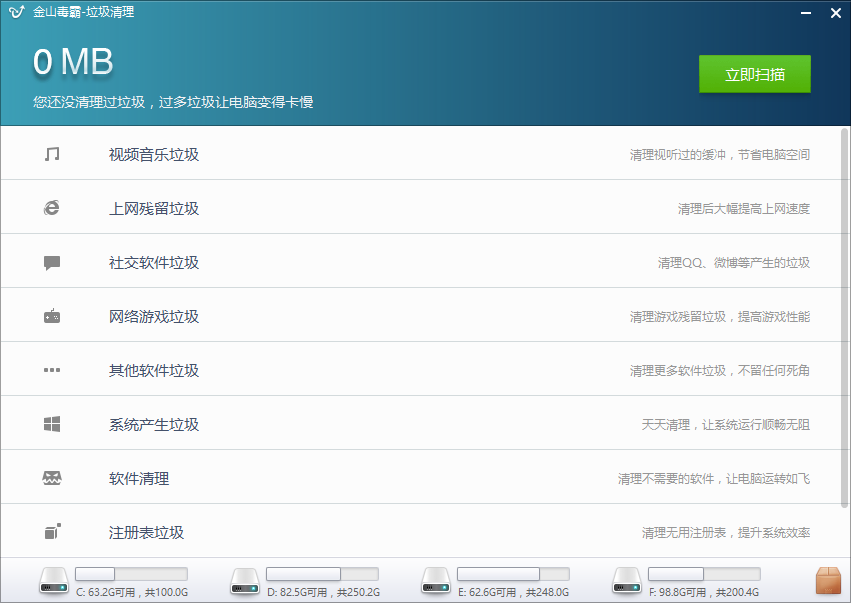 金山毒霸-垃圾清理
0 MB
您还没清理过垃圾，过多垃圾让电脑变得卡慢
立即扫描
视频音乐垃圾 清理视听过的缓冲，节省电脑空间
上网残留垃圾 清理后大幅提高上网速度
社交软件垃圾 清理QQ、微博等产生的垃圾
网络游戏垃圾 清理游戏残留垃圾，提高游戏性能
其他软件垃圾 清理更多软件垃圾，不留任何死角
系统产生垃圾 天天清理，让系统运行顺畅无阻
软件清理 清理不需要的软件，让电脑运转如飞
注册表垃圾 清理无用注册表，提升系统效率
C: 63.2G可用，共100.0G D: 82.5G可用，共250.2G E: 62.6G可用，共248.0G F: 98.8G可用，共200.4G